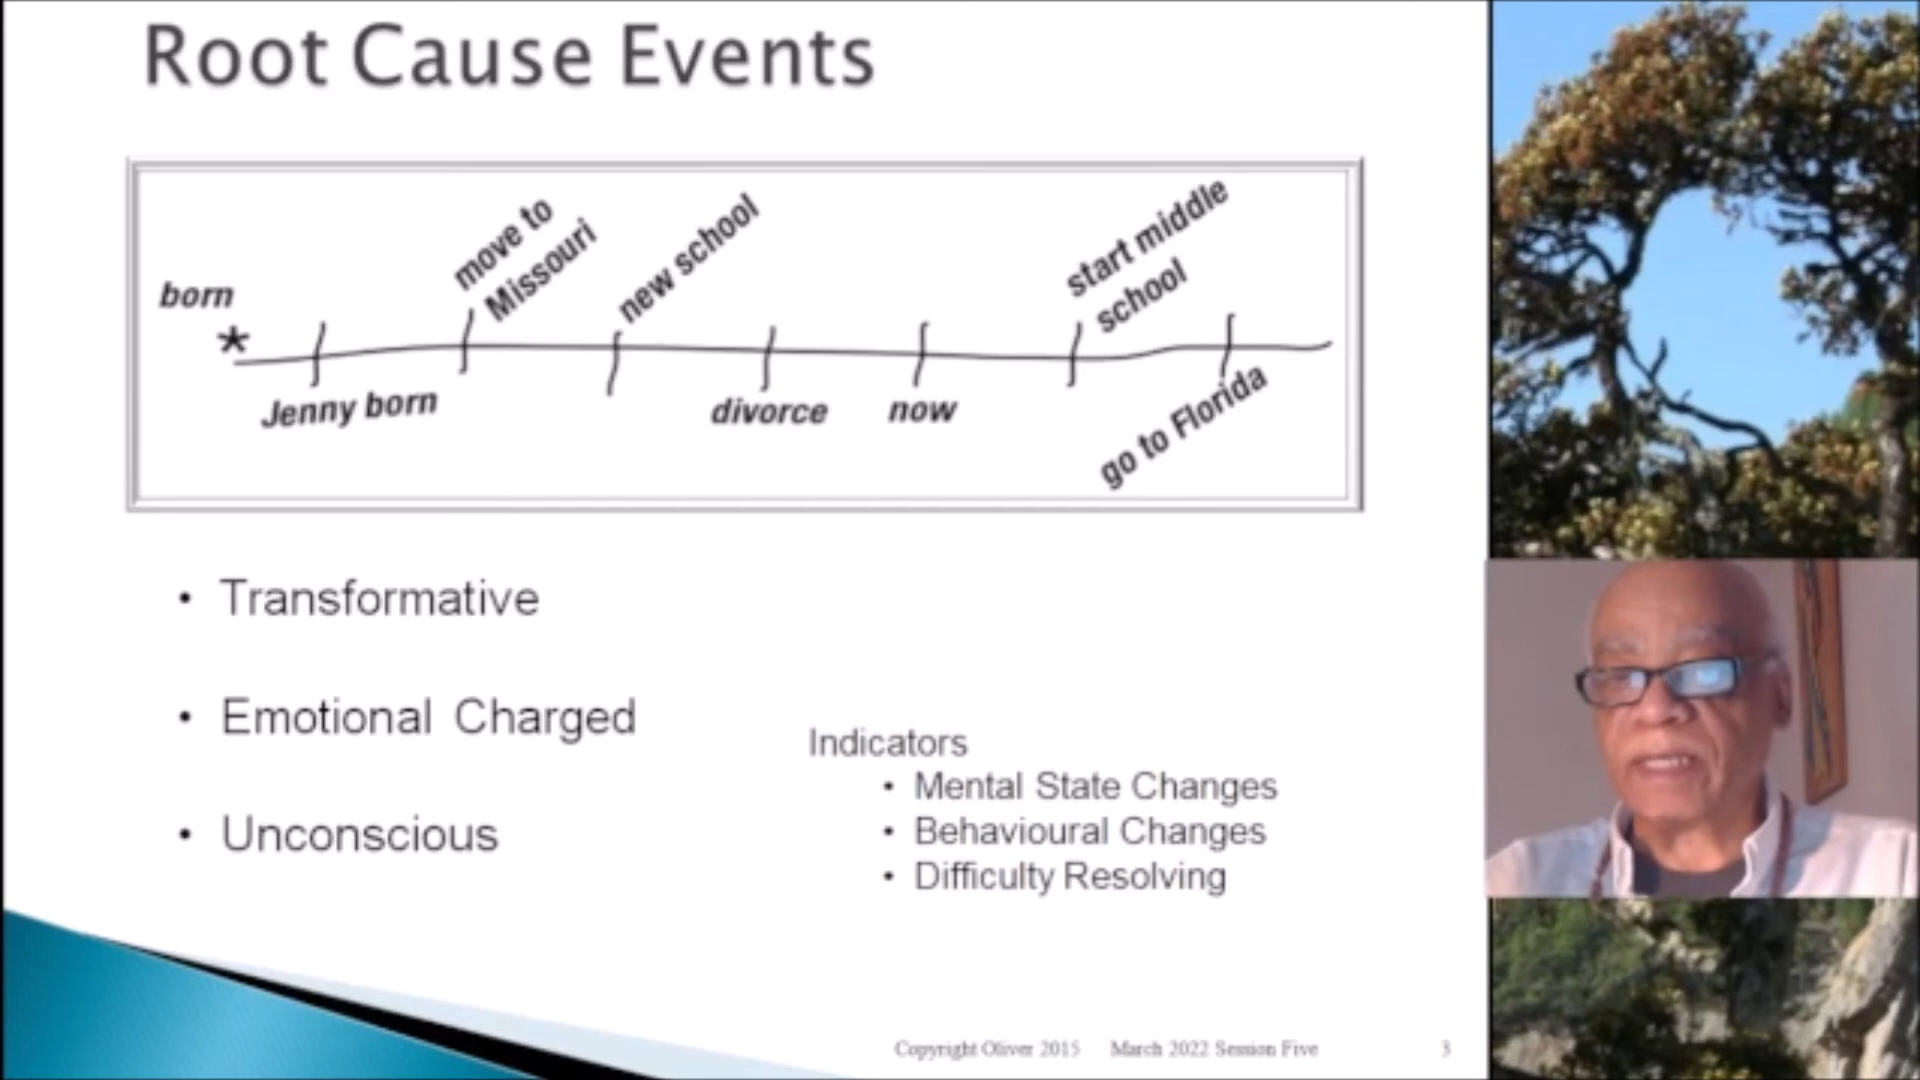 Root Cause Events
born
*
move to
Missouri
new school
start middle
school
Jenny born
divorce
now
go to Florida
• Transformative
• Emotional Charged
• Unconscious
Indicators
• Mental State Changes
• Behavioural Changes
• Difficulty Resolving
Copyright Oliver 2015 March 2022 Session Five 3